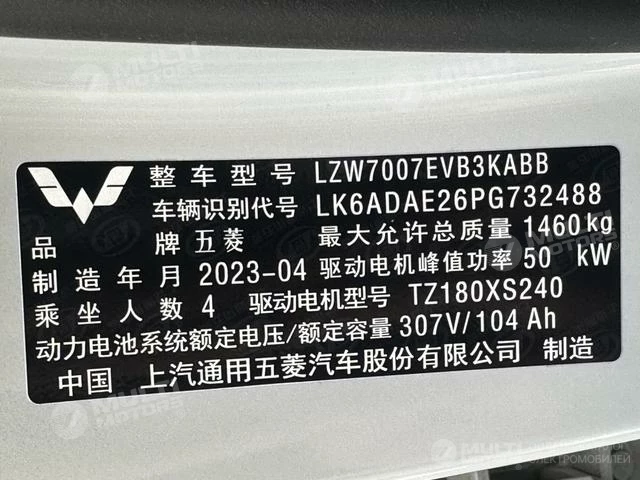 整车型号 LZW7007EVB3KABB
车辆识别代号 LK6ADAE26PG732488
品牌 五菱 最大允许总质量 1460 kg
制造年月 2023-04 驱动电机峰值功率 50 kW
乘坐人数 4 驱动电机型号 TZ180XS240
动力电池系统额定电压/额定容量 307V/104 Ah
中国 上汽通用五菱汽车股份有限公司 制造
MULTI MOTORS